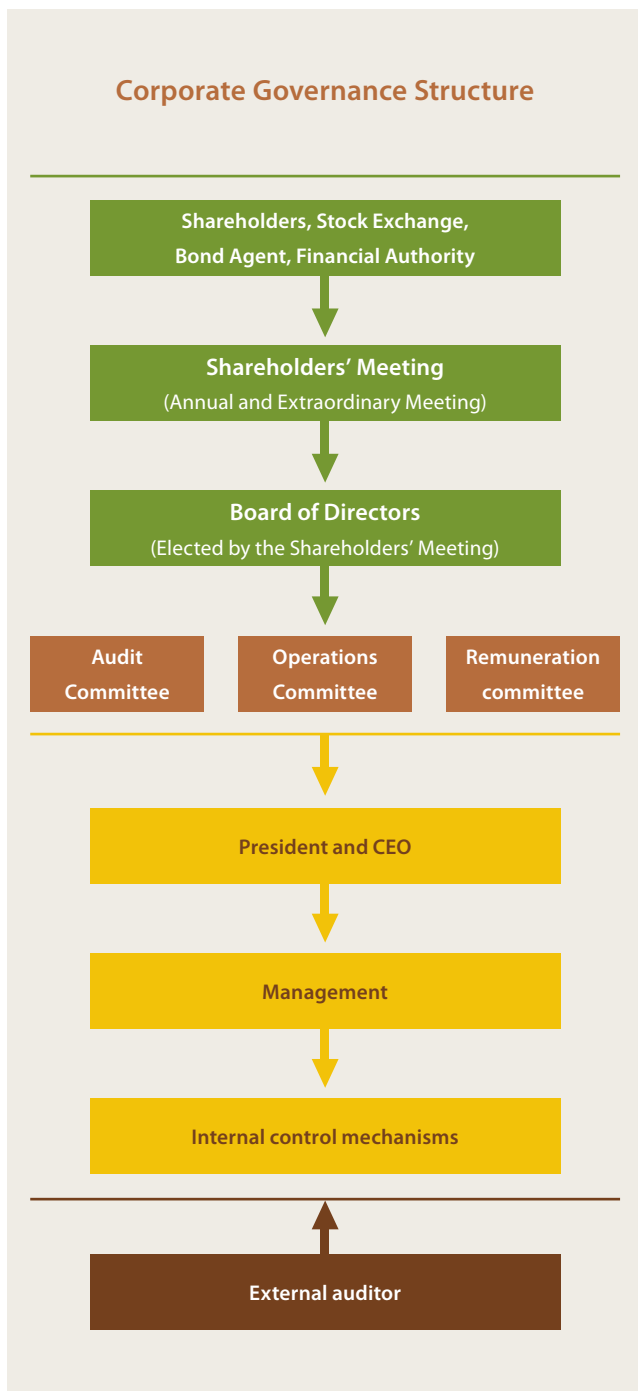 Corporate Governance Structure
Shareholders, Stock Exchange,
Bond Agent, Financial Authority
Shareholders’ Meeting
(Annual and Extraordinary Meeting)
Board of Directors
(Elected by the Shareholders’ Meeting)
Audit
Committee
Operations
Committee
Remuneration
committee
President and CEO
Management
Internal control mechanisms
External auditor